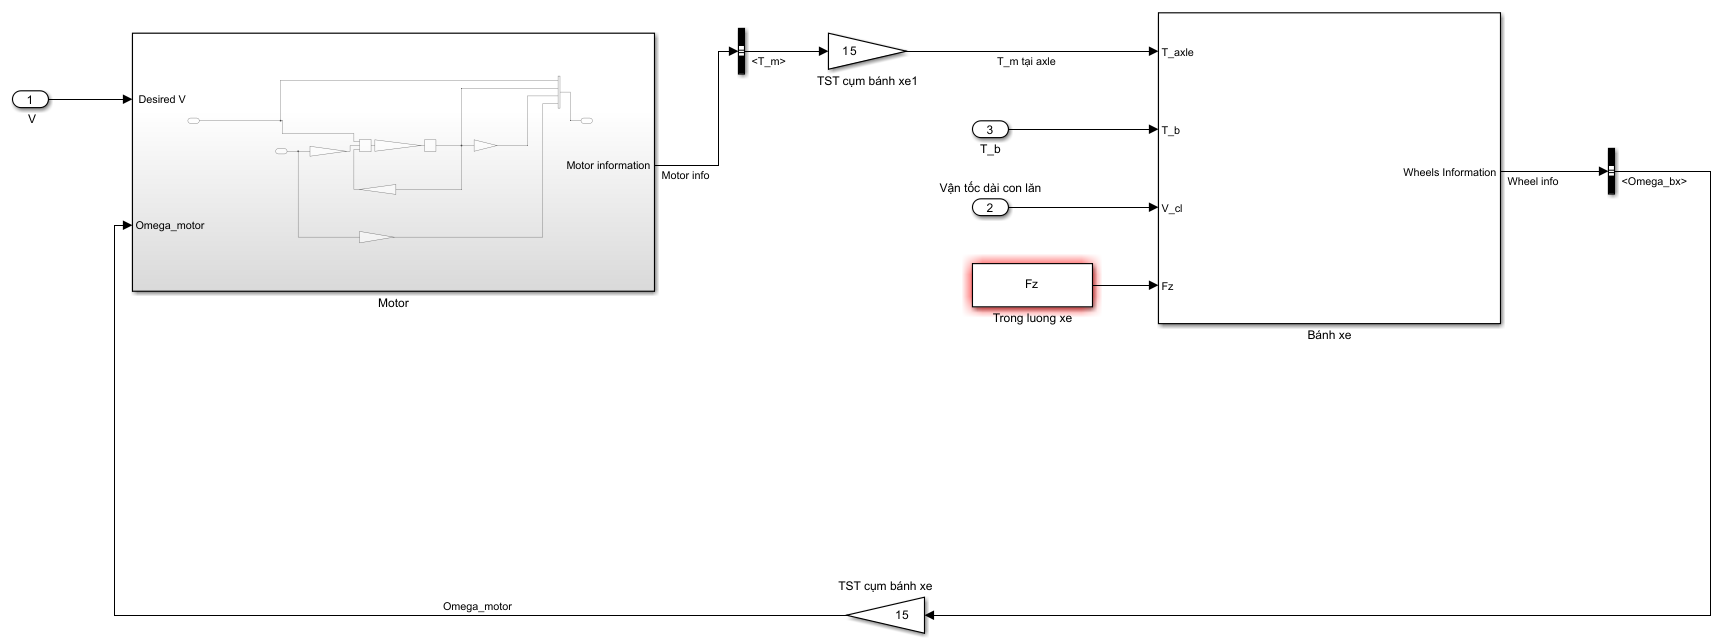 1
V
Desired V
Omega_motor
Motor information
Motor
Motor info
<T_m>
15
TST cụm bánh xe1
T_m tại axle
3
T_b
Vận tốc dài con lăn
2
Fz
Trong luong xe
T_axle
T_b
V_cl
Fz
Wheels Information
Bánh xe
Wheel info
<Omega_bx>
TST cụm bánh xe
15
Omega_motor